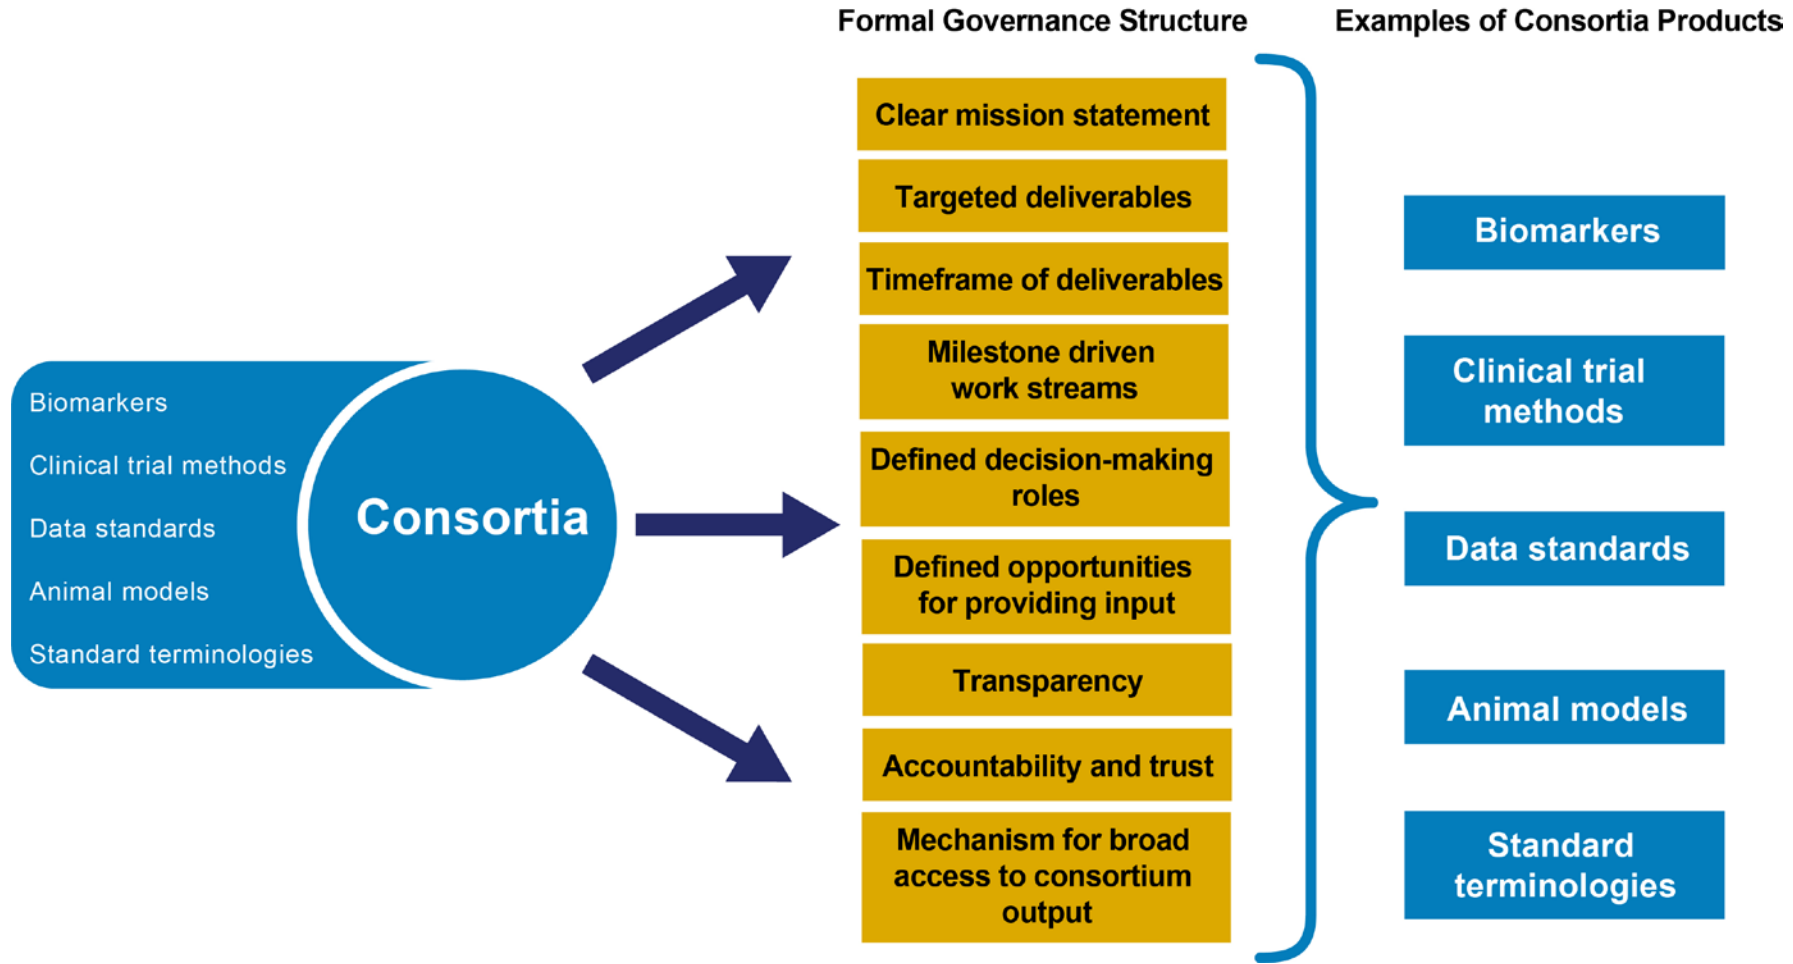 Formal Governance Structure
Examples of Consortia Products
Biomarkers
Clinical trial methods
Data standards
Animal models
Standard terminologies
Consortia
Clear mission statement
Targeted deliverables
Timeframe of deliverables
Milestone driven
work streams
Defined decision-making
roles
Defined opportunities
for providing input
Transparency
Accountability and trust
Mechanism for broad
access to consortium
output
Biomarkers
Clinical trial
methods
Data standards
Animal models
Standard
terminologies